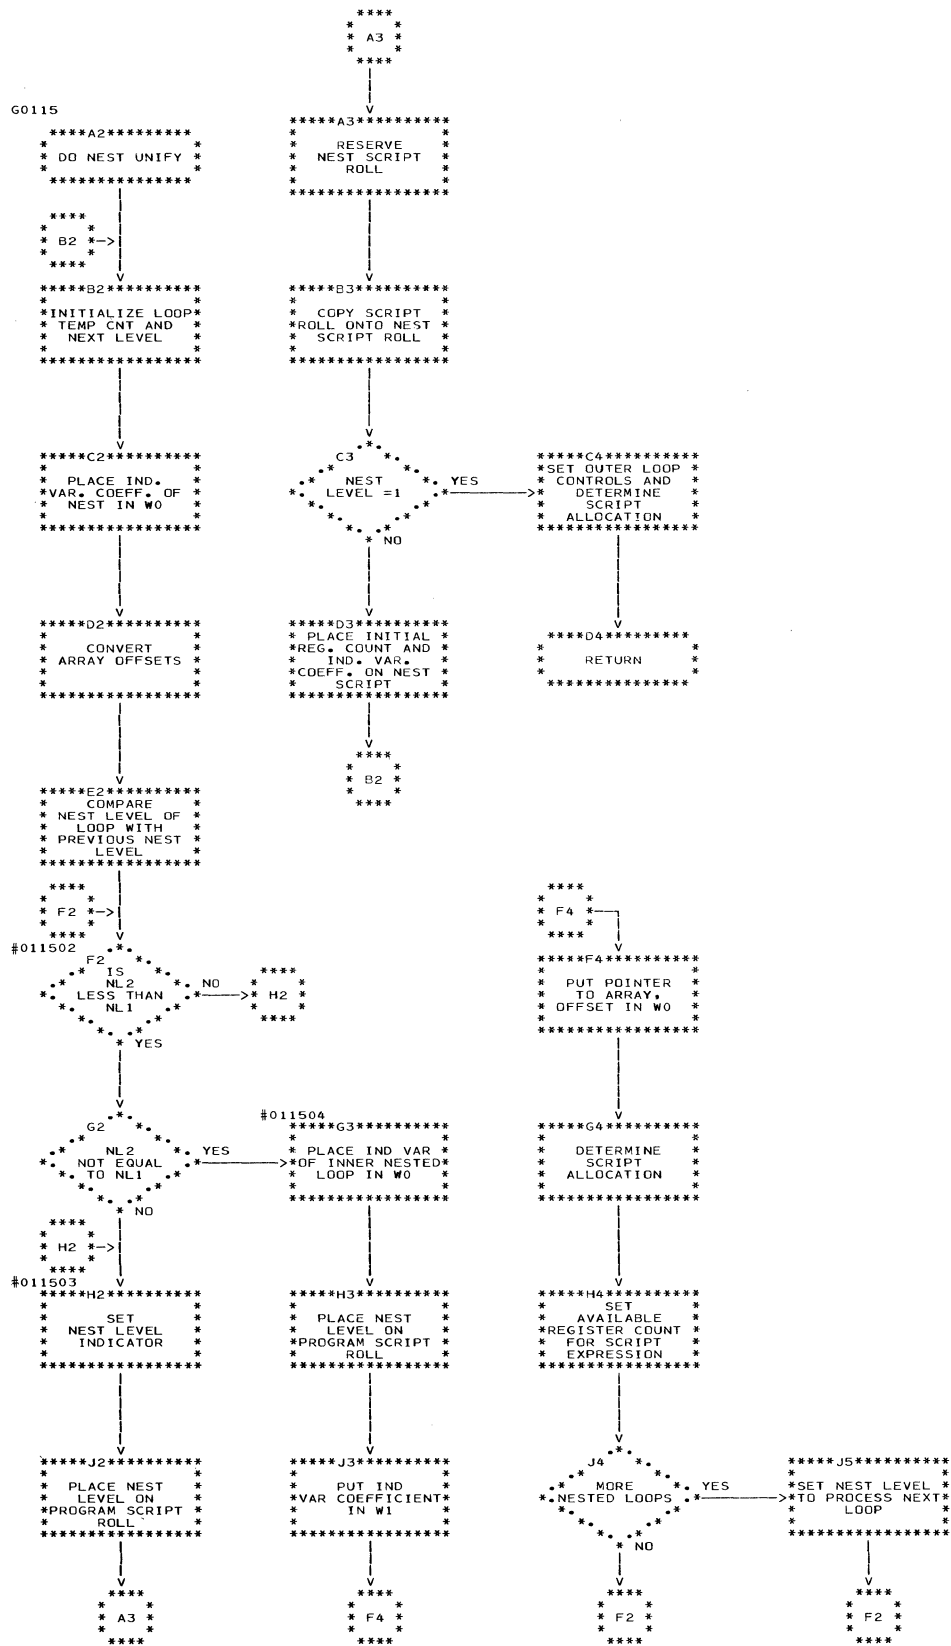 A3
G0115
A2
DO NEST UNIFY
B2
B2
INITIALIZE LOOP
TEMP CNT AND
NEXT LEVEL
C2
PLACE IND.
VAR. COEFF. OF
NEST IN W0
D2
CONVERT
ARRAY OFFSETS
E2
COMPARE
NEST LEVEL OF
LOOP WITH
PREVIOUS NEST
LEVEL
F2
#011502
F2
IS
NL2
LESS THAN
NL1
NO
H2
YES
G2
NL2
NOT EQUAL
TO NL1
YES
NO
H2
#011503
H2
SET
NEST LEVEL
INDICATOR
J2
PLACE NEST
LEVEL ON
PROGRAM SCRIPT
ROLL
A3
A3
RESERVE
NEST SCRIPT
ROLL
B3
COPY SCRIPT
ROLL ONTO NEST
SCRIPT ROLL
C3
NEST
LEVEL =1
YES
NO
D3
PLACE INITIAL
REG. COUNT AND
IND. VAR.
COEFF. ON NEST
SCRIPT
B2
C4
SET OUTER LOOP
CONTROLS AND
DETERMINE
SCRIPT
ALLOCATION
D4
RETURN
#011504
G3
PLACE IND VAR
OF INNER NESTED
LOOP IN W0
H3
PLACE NEST
LEVEL ON
PROGRAM SCRIPT
ROLL
J3
PUT IND
VAR COEFFICIENT
IN W1
F4
F4
F4
PUT POINTER
TO ARRAY.
OFFSET IN W0
G4
DETERMINE
SCRIPT
ALLOCATION
H4
SET
AVAILABLE
REGISTER COUNT
FOR SCRIPT
EXPRESSION
J4
MORE
NESTED LOOPS
YES
NO
F2
J5
SET NEST LEVEL
TO PROCESS NEXT
LOOP
F2